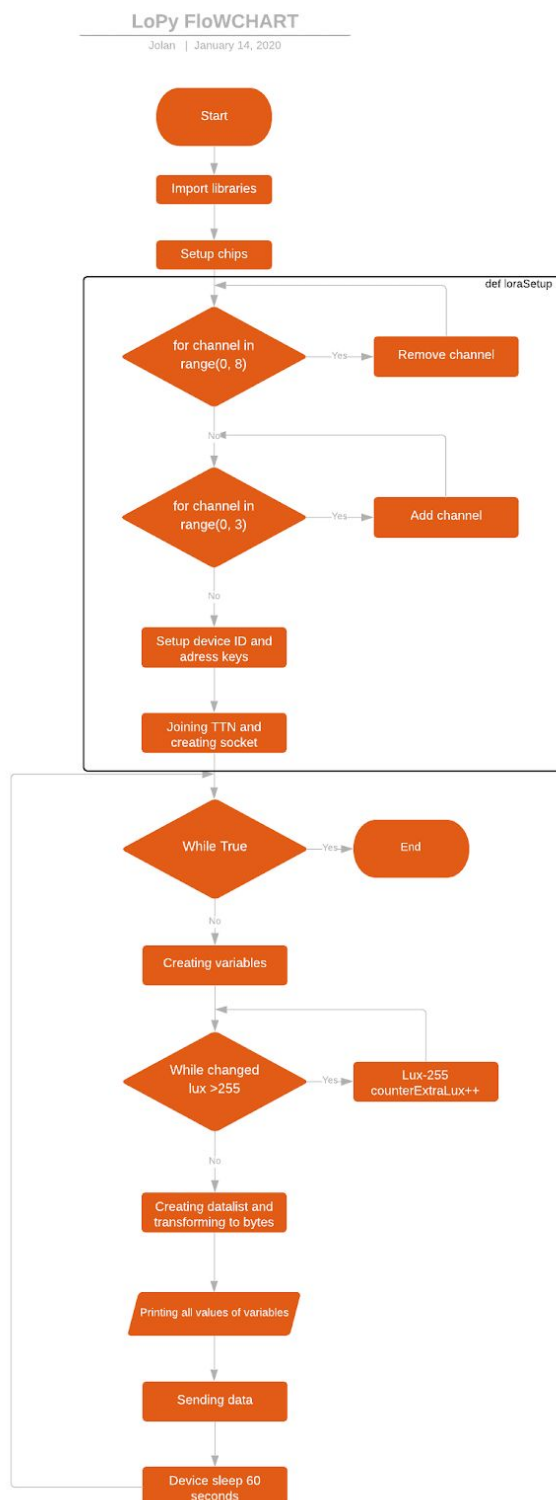 LoPy FloWCHART
Jolan | January 14, 2020
Start
Import libraries
Setup chips
def loraSetup
for channel in
range(0, 8)
Yes
Remove channel
No
for channel in
range(0, 3)
Yes
Add channel
No
Setup device ID and
adress keys
Joining TTN and
creating socket
While True
Yes
End
No
Creating variables
While changed
lux >255
Yes
Lux-255
counterExtraLux++
No
Creating datalist and
transforming to bytes
Printing all values of variables
Sending data
Device sleep 60
seconds